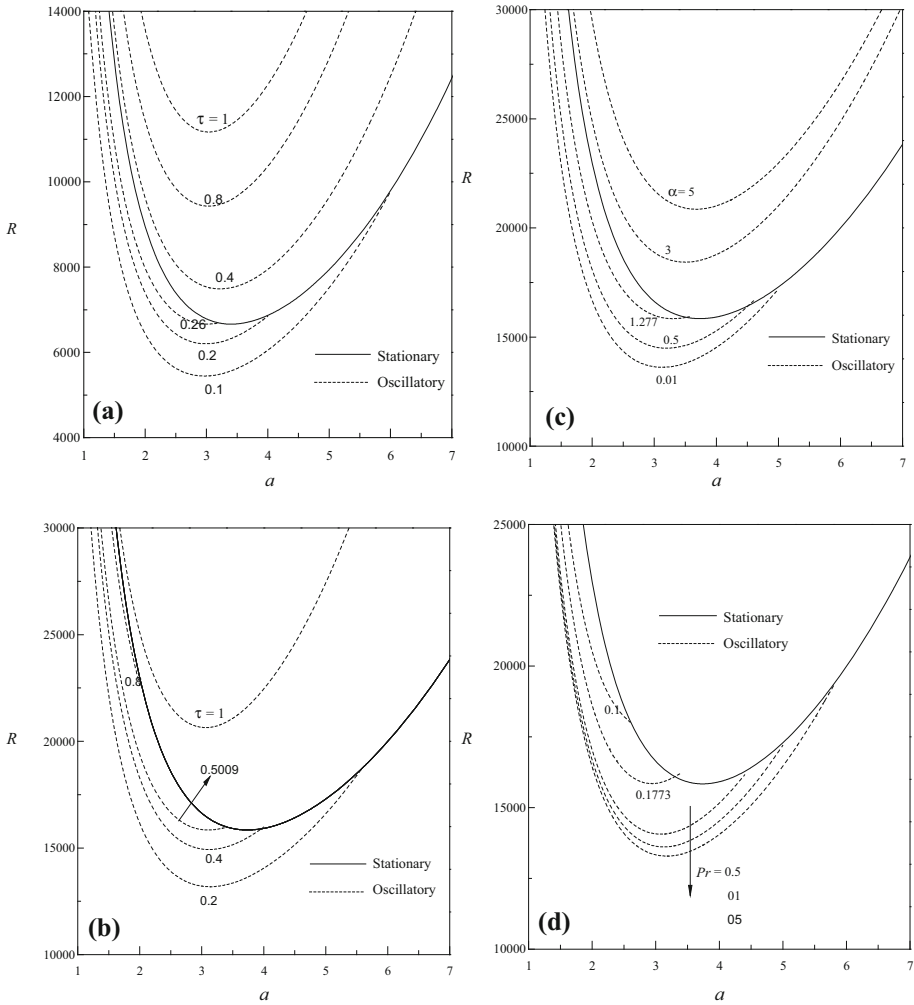 14000
12000
10000
8000
6000
4000
R
τ = 1
0.8
0.4
0.26
0.2
0.1
Stationary
Oscillatory
(a)
1 2 3 4 5 6 7
a
30000
25000
20000
15000
10000
R
α= 5
3
1.277
0.5
0.01
Stationary
Oscillatory
(c)
1 2 3 4 5 6 7
a
30000
25000
20000
15000
10000
R
0.8
τ = 1
0.5009
0.4
0.2
Stationary
Oscillatory
(b)
1 2 3 4 5 6 7
a
25000
20000
15000
10000
R
Stationary
Oscillatory
0.1
0.1773
Pr = 0.5
01
05
(d)
1 2 3 4 5 6 7
a